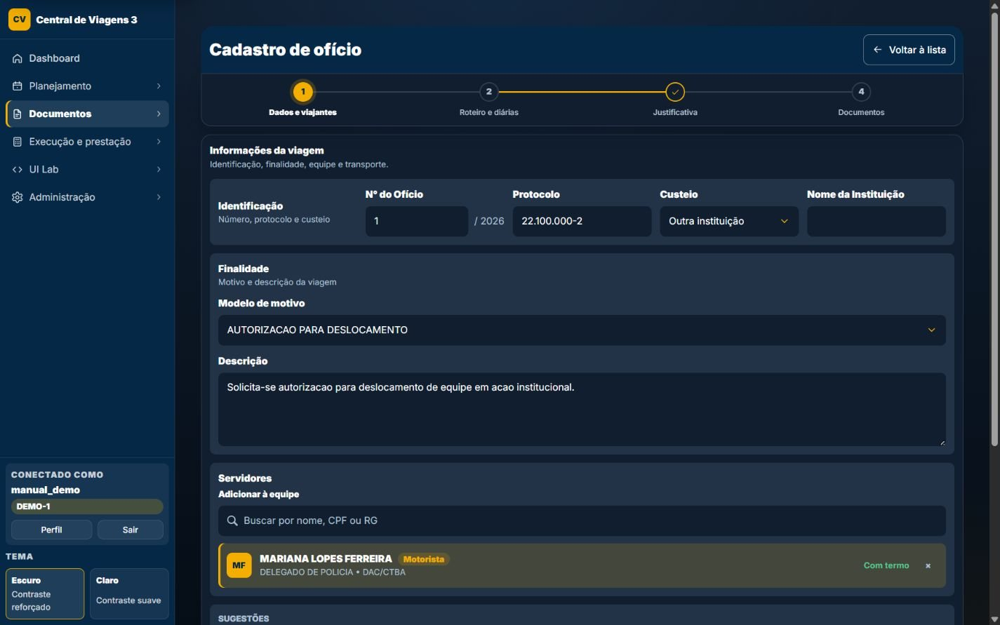 CV Central de Viagens 3
Dashboard
Planejamento
Documentos
Execução e prestação
UI Lab
Administração
CONECTADO COMO
manual_demo
DEMO-1
Perfil Sair
TEMA
Escuro
Contraste
reforçado
Claro
Contraste suave
Cadastro de ofício
Voltar à lista
1 2 4
Dados e viajantes Roteiro e diárias Justificativa Documentos
Informações da viagem
Identificação, finalidade, equipe e transporte.
Identificação
Número, protocolo e custeio
Nº do Ofício
1 / 2026
Protocolo
22.100.000-2
Custeio
Outra instituição
Nome da Instituição
Finalidade
Motivo e descrição da viagem
Modelo de motivo
AUTORIZACAO PARA DESLOCAMENTO
Descrição
Solicita-se autorizacao para deslocamento de equipe em acao institucional.
Servidores
Adicionar à equipe
Buscar por nome, CPF ou RG
MF
MARIANA LOPES FERREIRA Motorista
DELEGADO DE POLICIA • DAC/CTBA
Com termo ×
SUGESTÕES